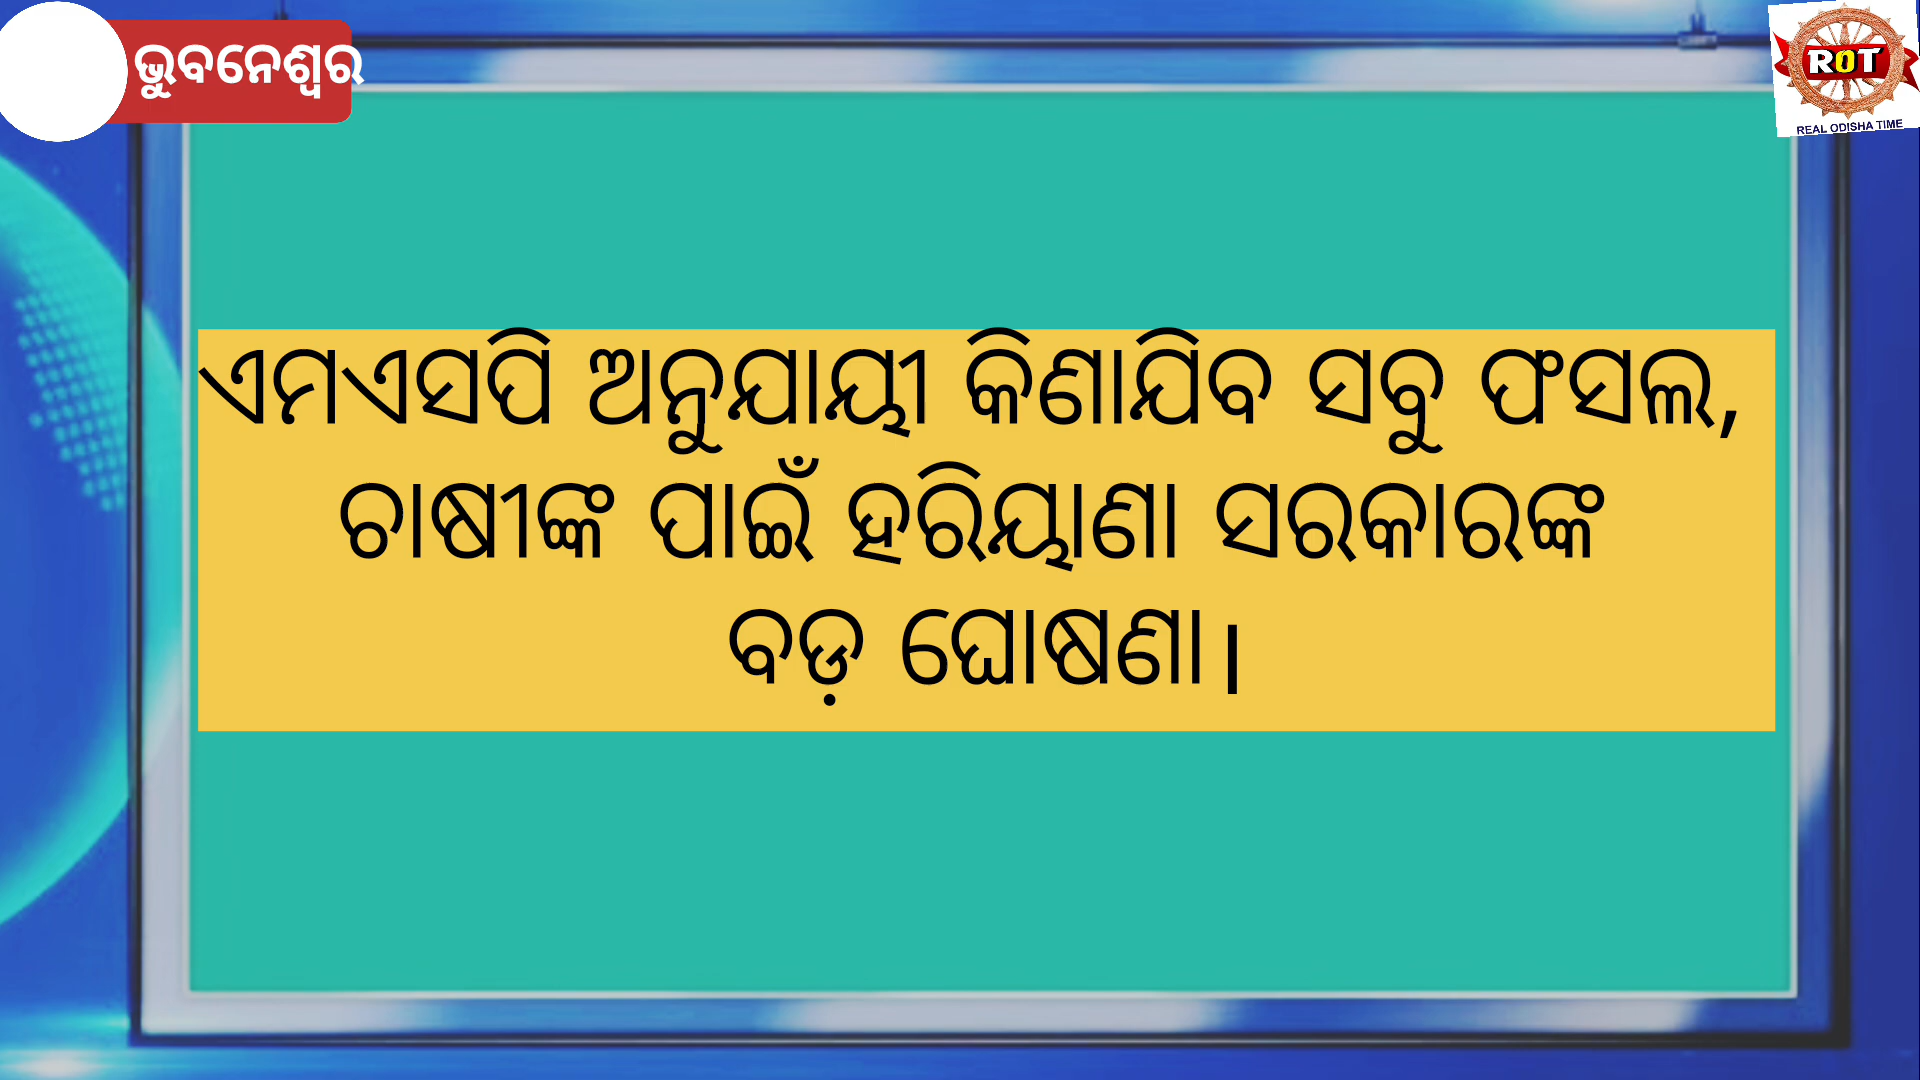 ଭୁବନେଶ୍ୱର
ROT
REAL ODISHA TIME
ଏମଏସପି ଅନୁଯାୟୀ କିଣାଯିବ ସବୁ ଫସଲ,
ଚାଷୀଙ୍କ ପାଇଁ ହରିୟାଣା ସରକାରଙ୍କ
ବଡ଼ ଘୋଷଣା।